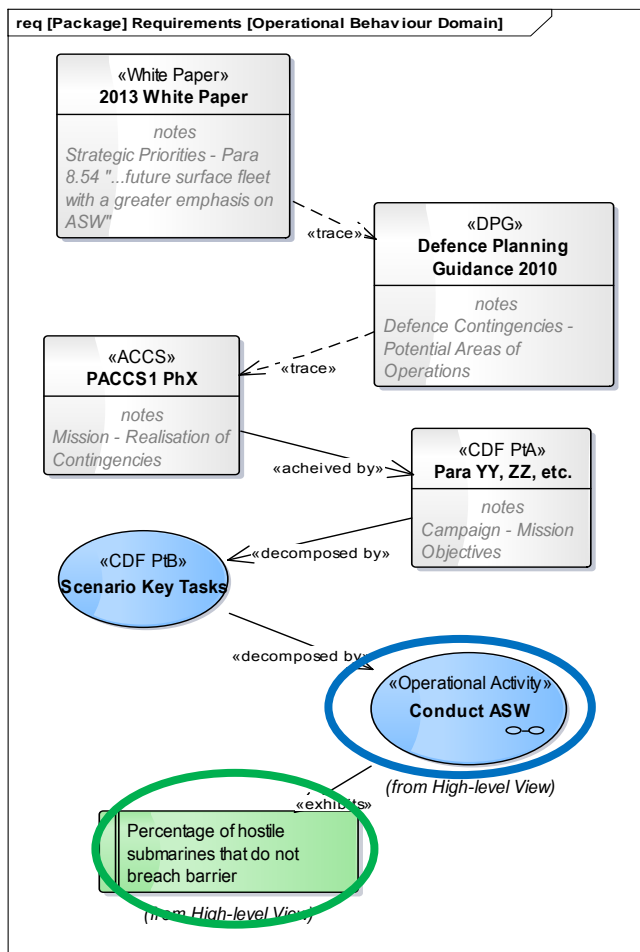 req [Package] Requirements [Operational Behaviour Domain]
«White Paper»
2013 White Paper
notes
Strategic Priorities - Para
8.54 "...future surface fleet
with a greater emphasis on
ASW"
«trace»
«DPG»
Defence Planning
Guidance 2010
notes
Defence Contingencies -
Potential Areas of
Operations
«trace»
«ACCS»
PACCS1 PhX
notes
Mission - Realisation of
Contingencies
«acheived by»
«CDF PtA»
Para YY, ZZ, etc.
notes
Campaign - Mission
Objectives
«decomposed by»
«CDF PtB»
Scenario Key Tasks
«decomposed by»
«Operational Activity»
Conduct ASW
(from High-level View)
«exhibits»
Percentage of hostile
submarines that do not
breach barrier
(from High-level View)